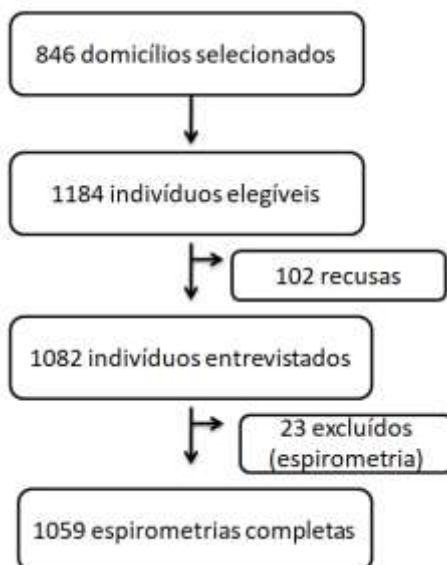 846 domicílios selecionados
1184 indivíduos elegíveis
102 recusas
1082 indivíduos entrevistados
23 excluídos
(espirometria)
1059 espirometrias completas